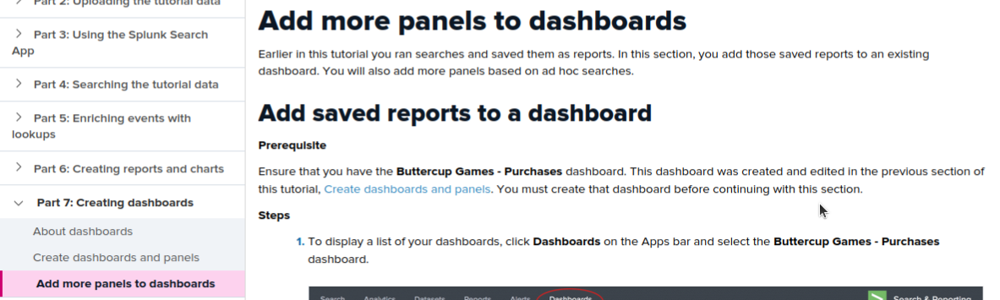 Part 2: Uploading the tutorial data
Part 3: Using the Splunk Search
App
Part 4: Searching the tutorial data
Part 5: Enriching events with
lookups
Part 6: Creating reports and charts
Part 7: Creating dashboards
About dashboards
Create dashboards and panels
Add more panels to dashboards
Add more panels to dashboards
Earlier in this tutorial you ran searches and saved them as reports. In this section, you add those saved reports to an existing
dashboard. You will also add more panels based on ad hoc searches.
Add saved reports to a dashboard
Prerequisite
Ensure that you have the Buttercup Games - Purchases dashboard. This dashboard was created and edited in the previous section of
this tutorial, Create dashboards and panels. You must create that dashboard before continuing with this section.
Steps
1. To display a list of your dashboards, click Dashboards on the Apps bar and select the Buttercup Games - Purchases
dashboard.
Search Analytics Datasets Reports Alerts Dashboards Search & Reporting